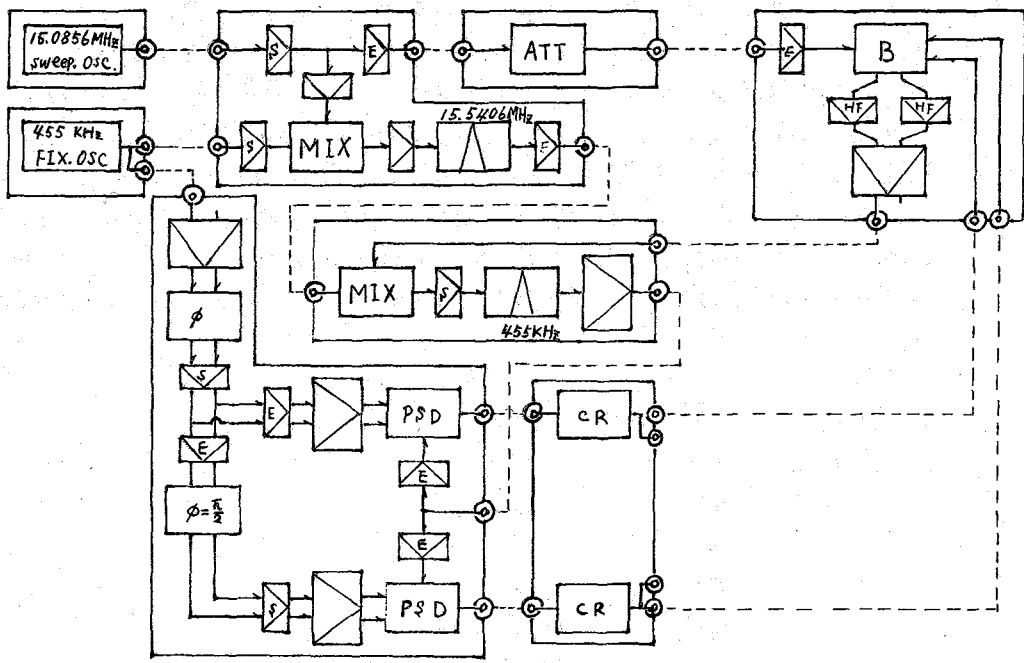 15.0856MHz
Sweep. OSC.
S
E
ATT
E
B
HF
HF
455 KHz
FIX. OSC
S
MIX
15.5406MHz
E
MIX
S
455KHz
φ
S
E
PSD
CR
E
E
φ=π/2
E
S
PSD
CR